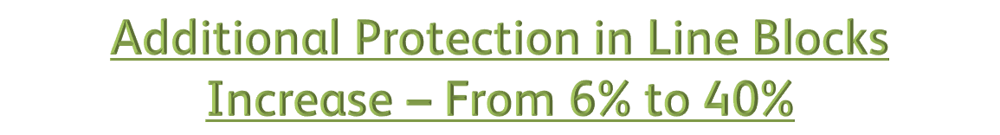 Additional Protection in Line Blocks
Increase – From 6% to 40%